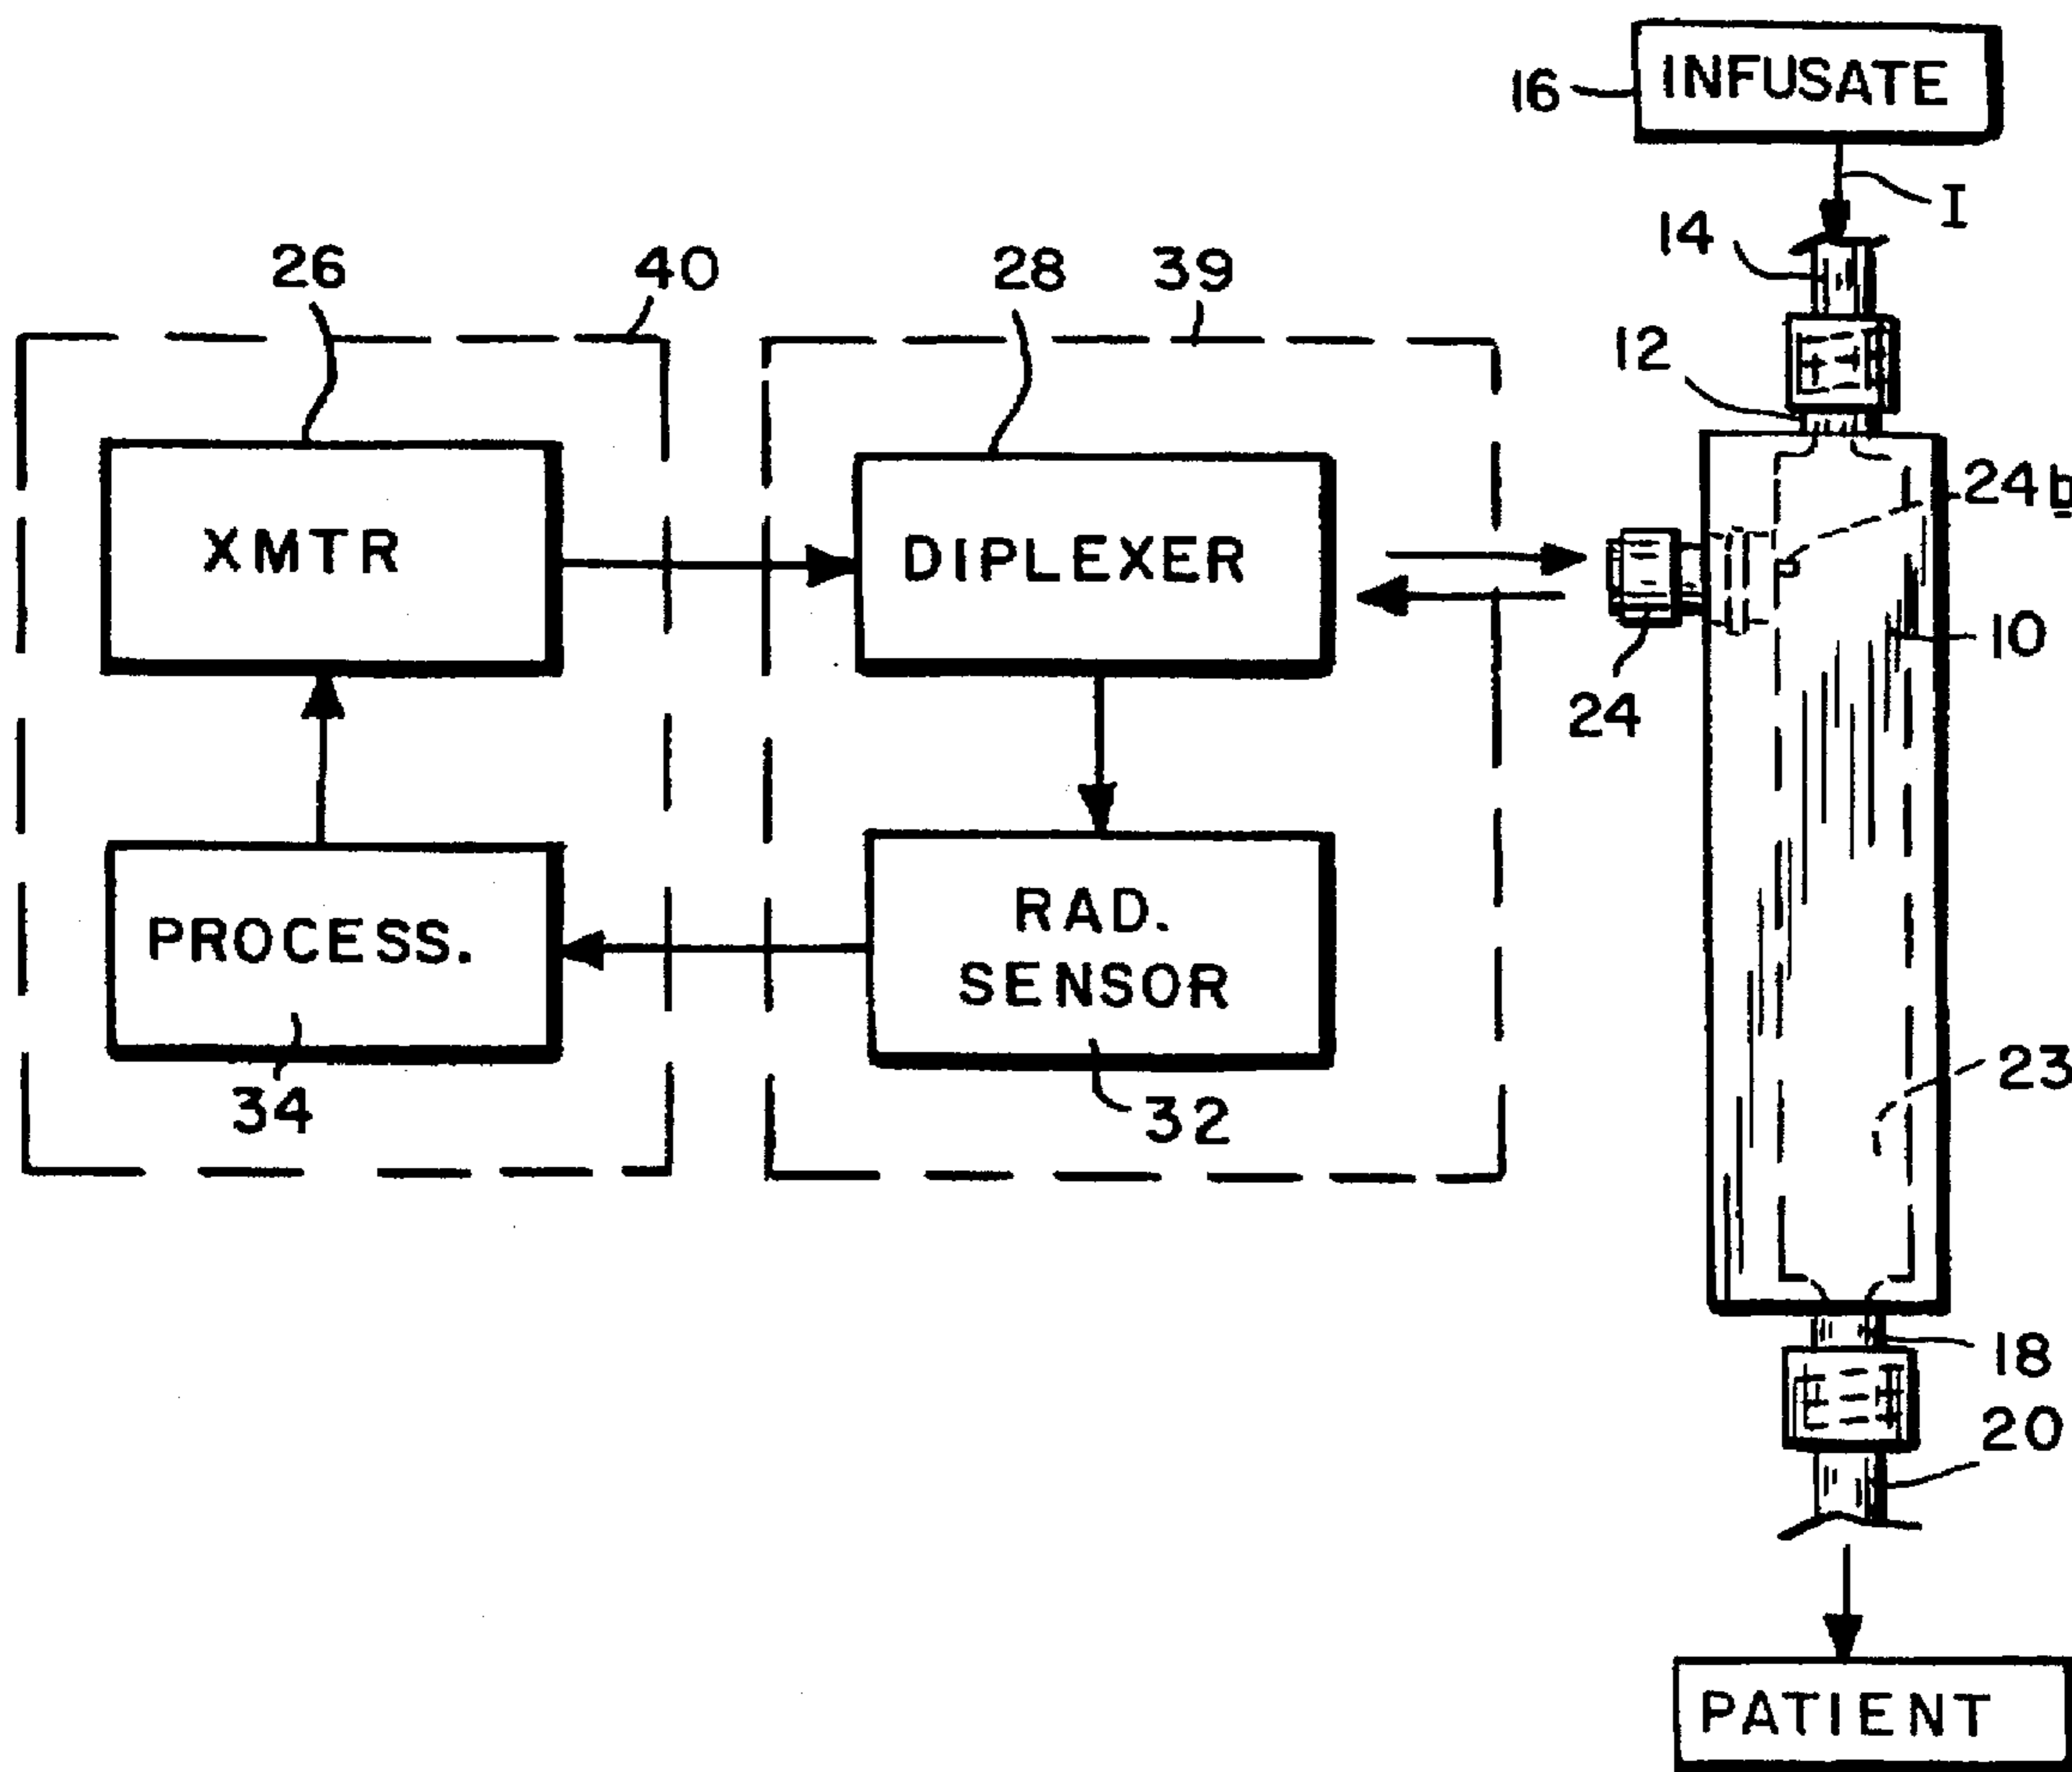 INFUSATE
16
I
14
26
40
28
39
12
24b
XMTR
DIPLEXER
10
24
PROCESS.
RAD.
SENSOR
23
34
32
18
20
PATIENT